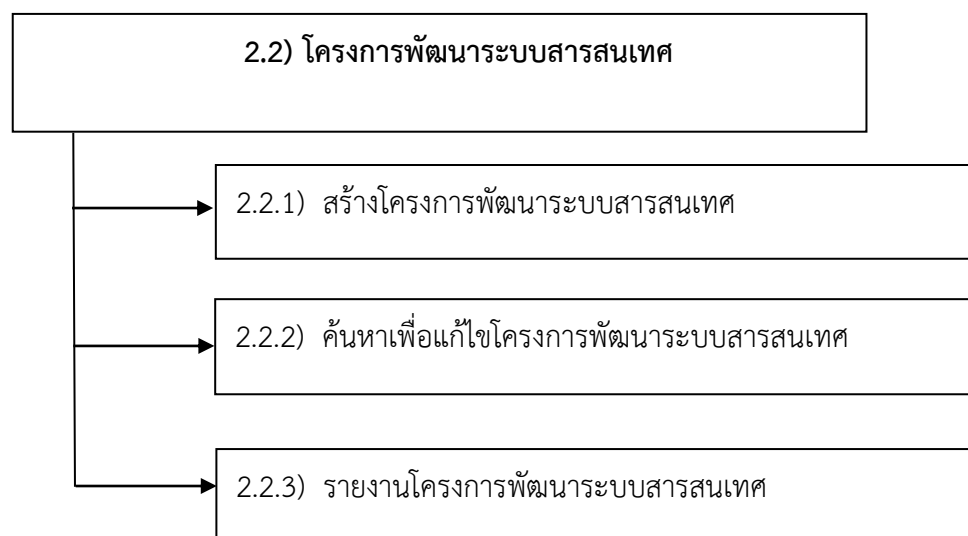 2.2) โครงการพัฒนาระบบสารสนเทศ
2.2.1) สร้างโครงการพัฒนาระบบสารสนเทศ
2.2.2) ค้นหาเพื่อแก้ไขโครงการพัฒนาระบบสารสนเทศ
2.2.3) รายงานโครงการพัฒนาระบบสารสนเทศ